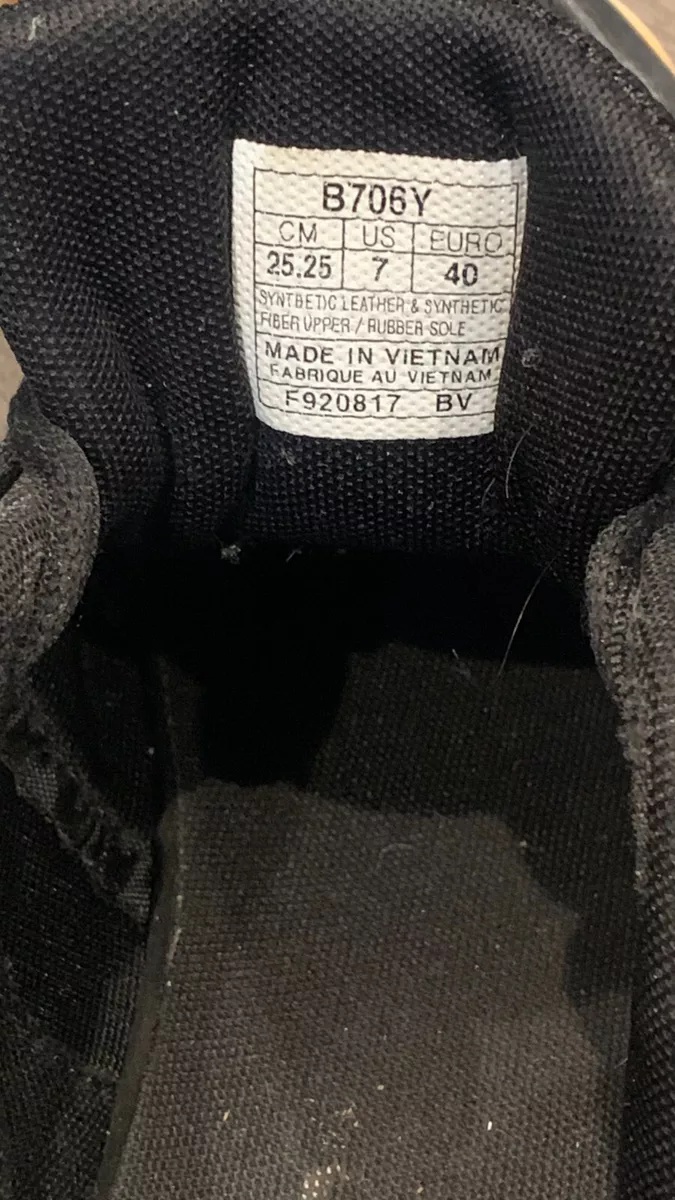 B706Y
CM US EURO
25.25 7 40
SYNTBETIC LEATHER & SYNTHETIC
FIBER UPPER / RUBBER SOLE
MADE IN VIETNAM
FABRIQUE AU VIETNAM
F920817 BV